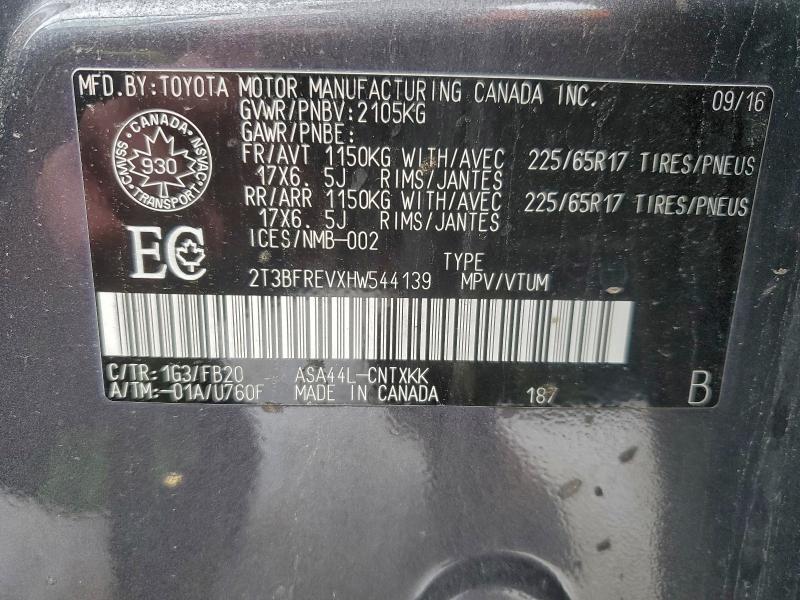 MFD.BY:TOYOTA MOTOR MANUFACTURING CANADA INC. 09/16
GVWR/PNBV:2105KG
GAWR/PNBE:
FR/AVT 1150KG WITH/AVEC 225/65R17 TIRES/PNEUS
17X6. 5J RIMS/JANTES
RR/ARR 1150KG WITH/AVEC 225/65R17 TIRES/PNEUS
17X6. 5J RIMS/JANTES
ICES/NMB-002
CANADA
CMVSS
NSVAC
930
TRANSPORT
EC
TYPE
2T3BFREVXHW544139 MPV/VTUM
C/TR:1G3/FB20 ASA44L-CNTXKK
A/TM:-01A/U760F MADE IN CANADA 187 B